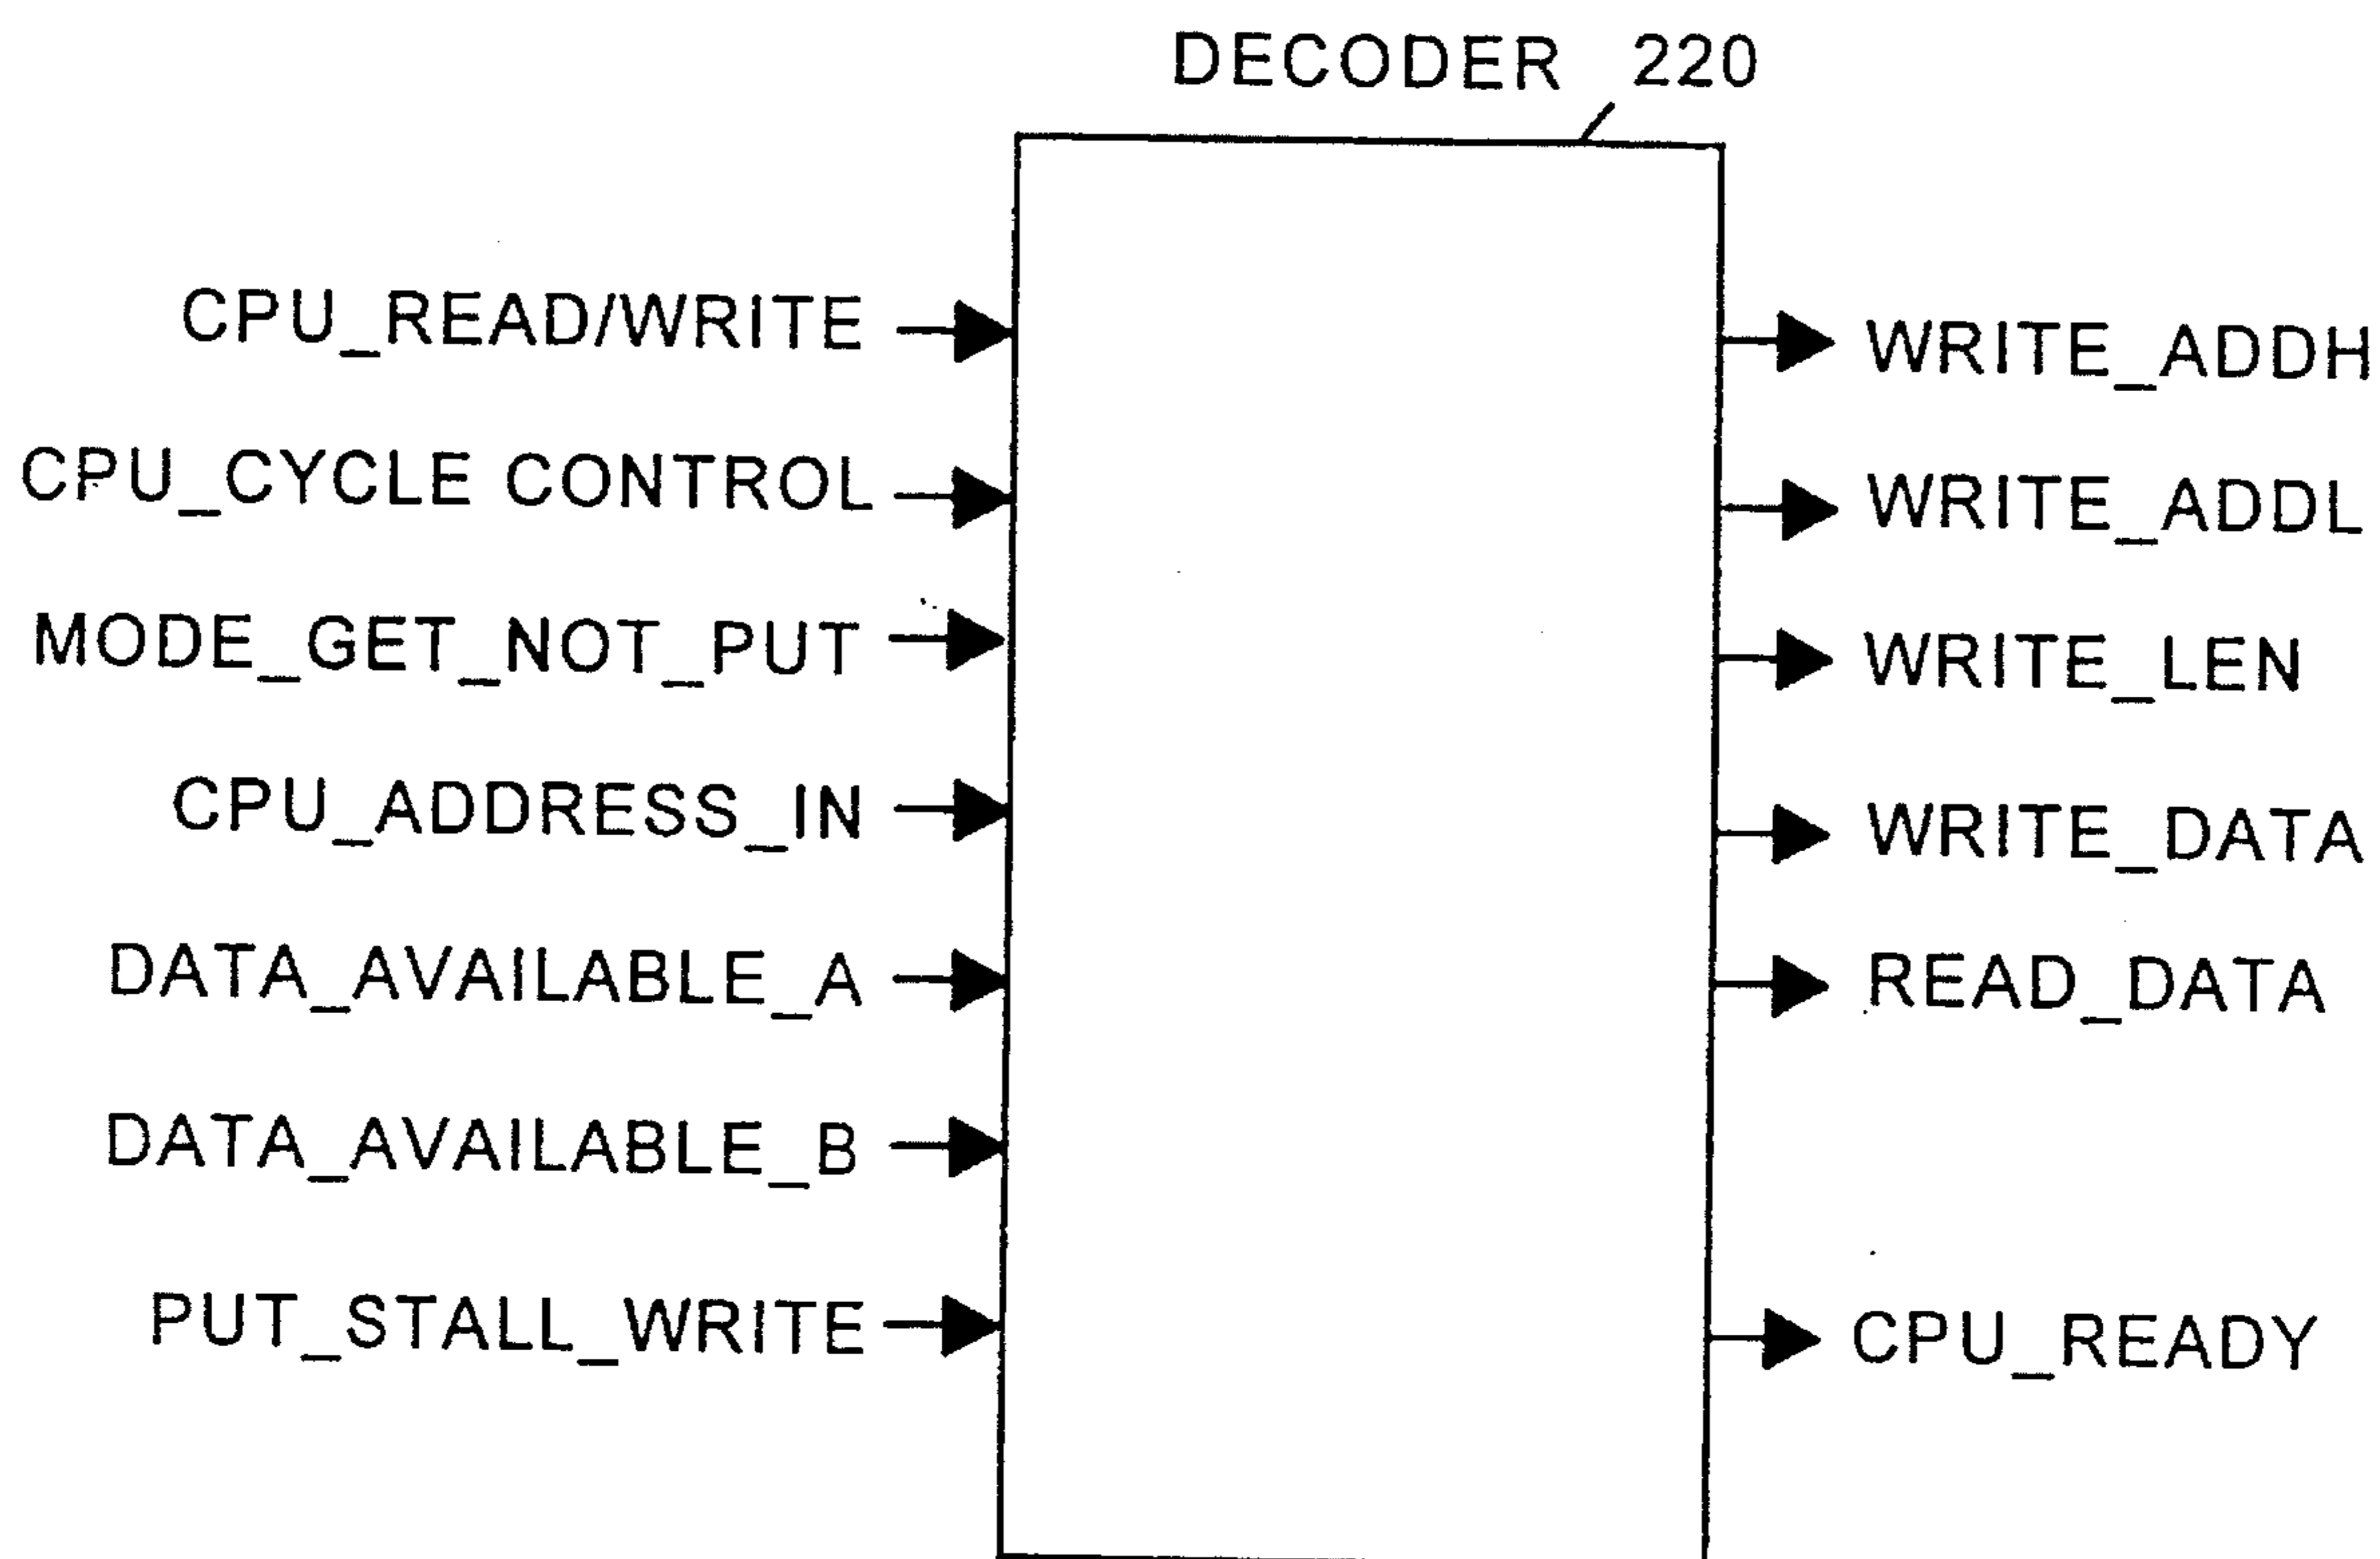 DECODER 220
CPU_READ/WRITE
CPU_CYCLE CONTROL
MODE_GET_NOT_PUT
CPU_ADDRESS_IN
DATA_AVAILABLE_A
DATA_AVAILABLE_B
PUT_STALL_WRITE
WRITE_ADDH
WRITE_ADDL
WRITE_LEN
WRITE_DATA
READ_DATA
CPU_READY